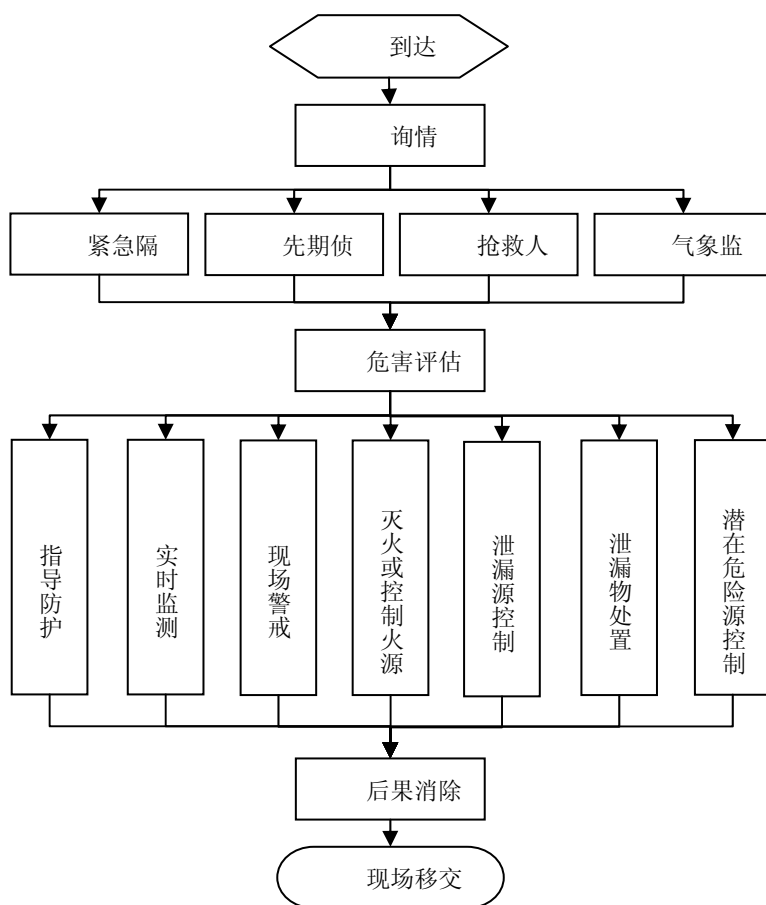 到达
询情
紧急隔
先期侦
抢救人
气象监
危害评估
指导防护
实时监测
现场警戒
灭火或控制火源
泄漏源控制
泄漏物处置
潜在危险源控制
后果消除
现场移交